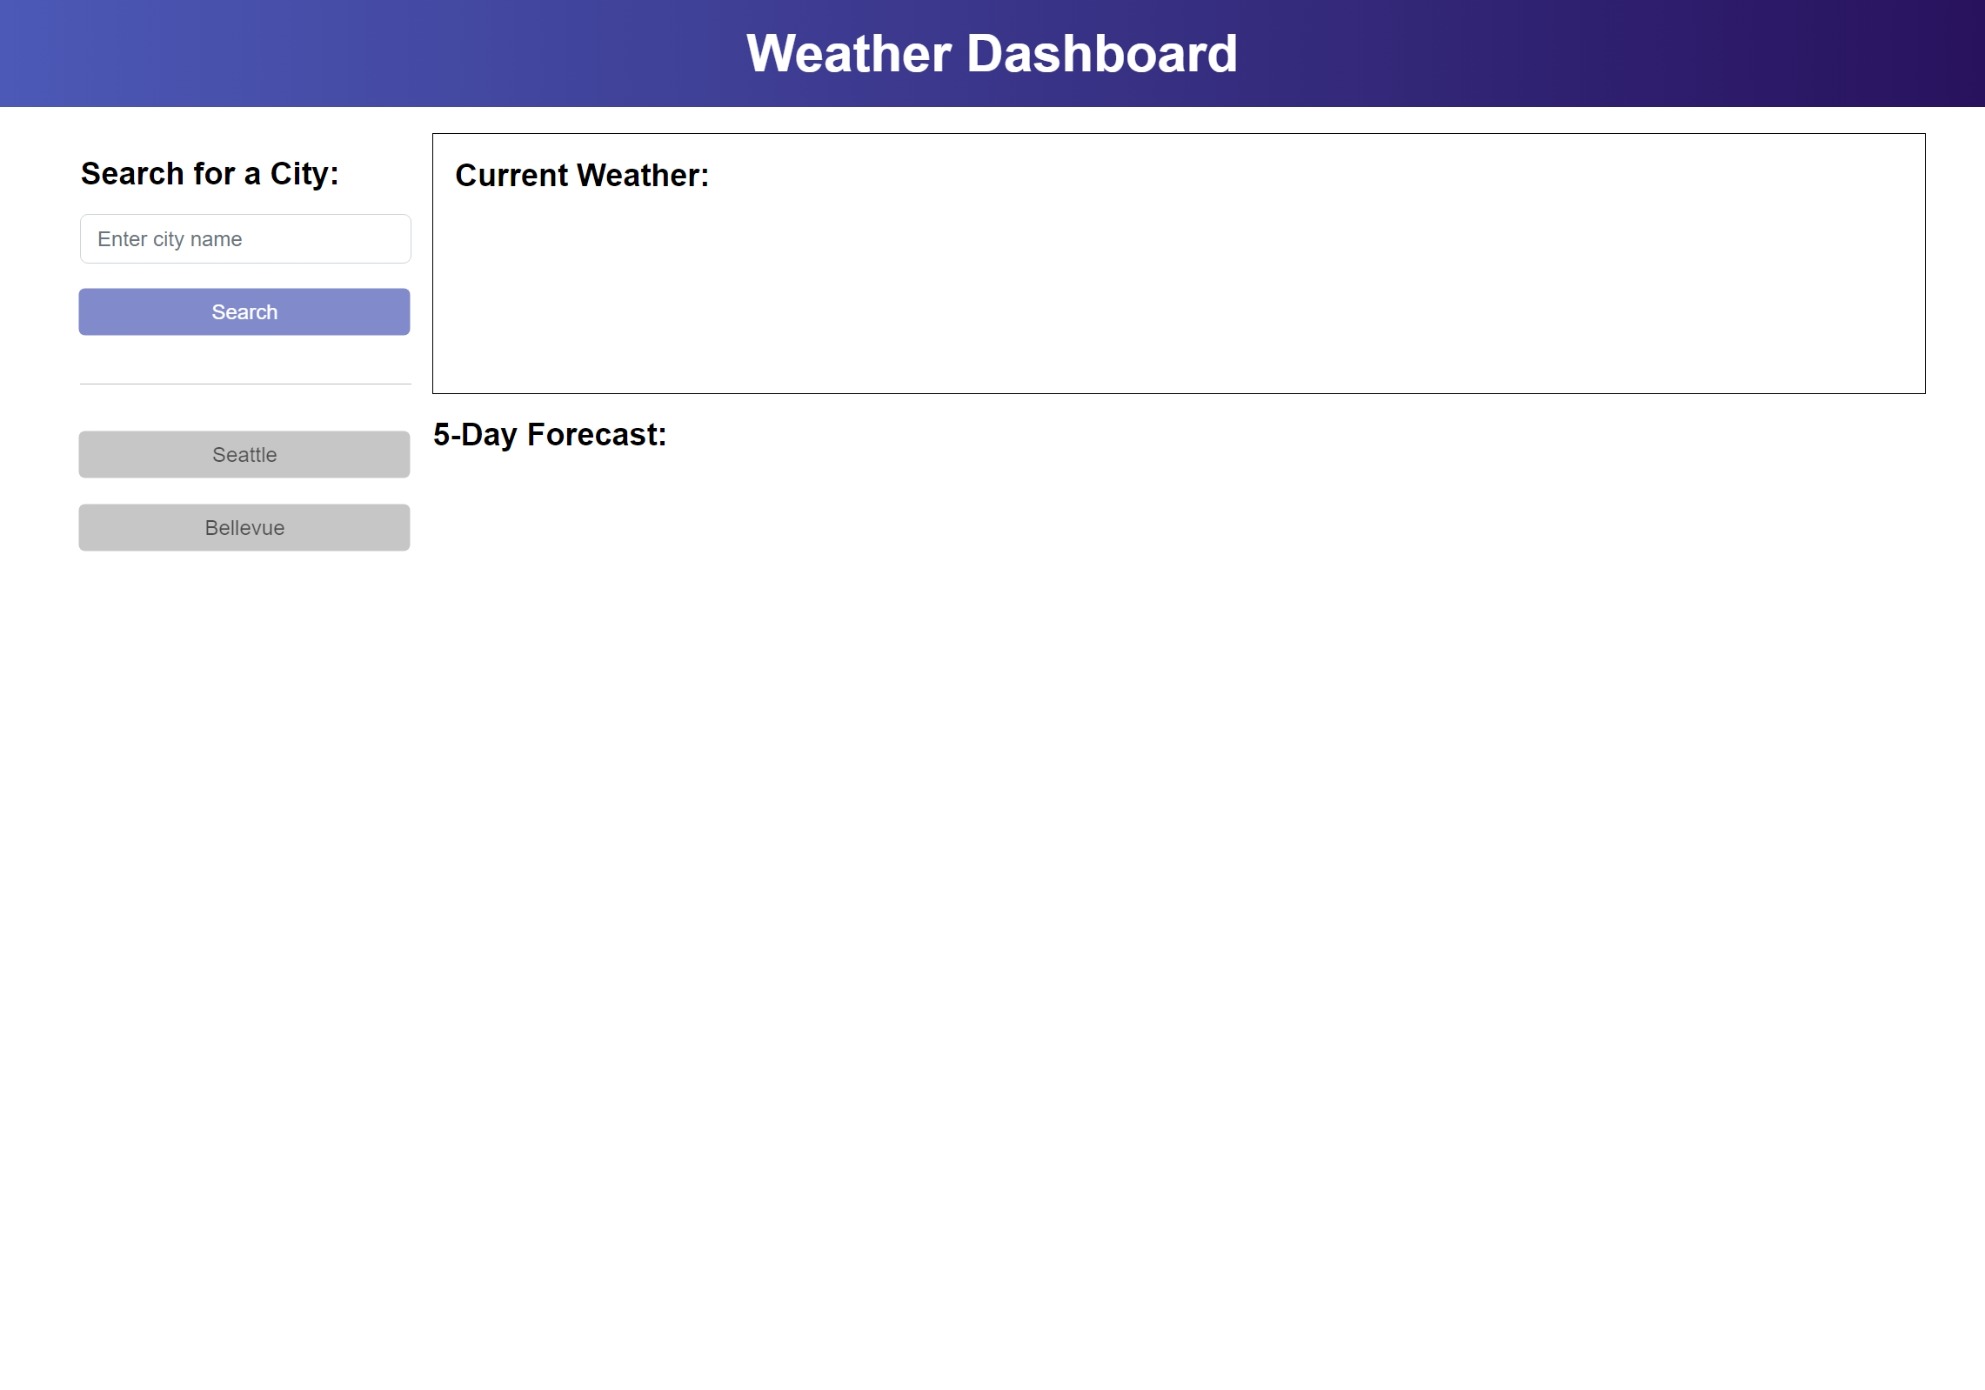 Weather Dashboard
Search for a City:
Enter city name
Search
Seattle
Bellevue
Current Weather:
5-Day Forecast: